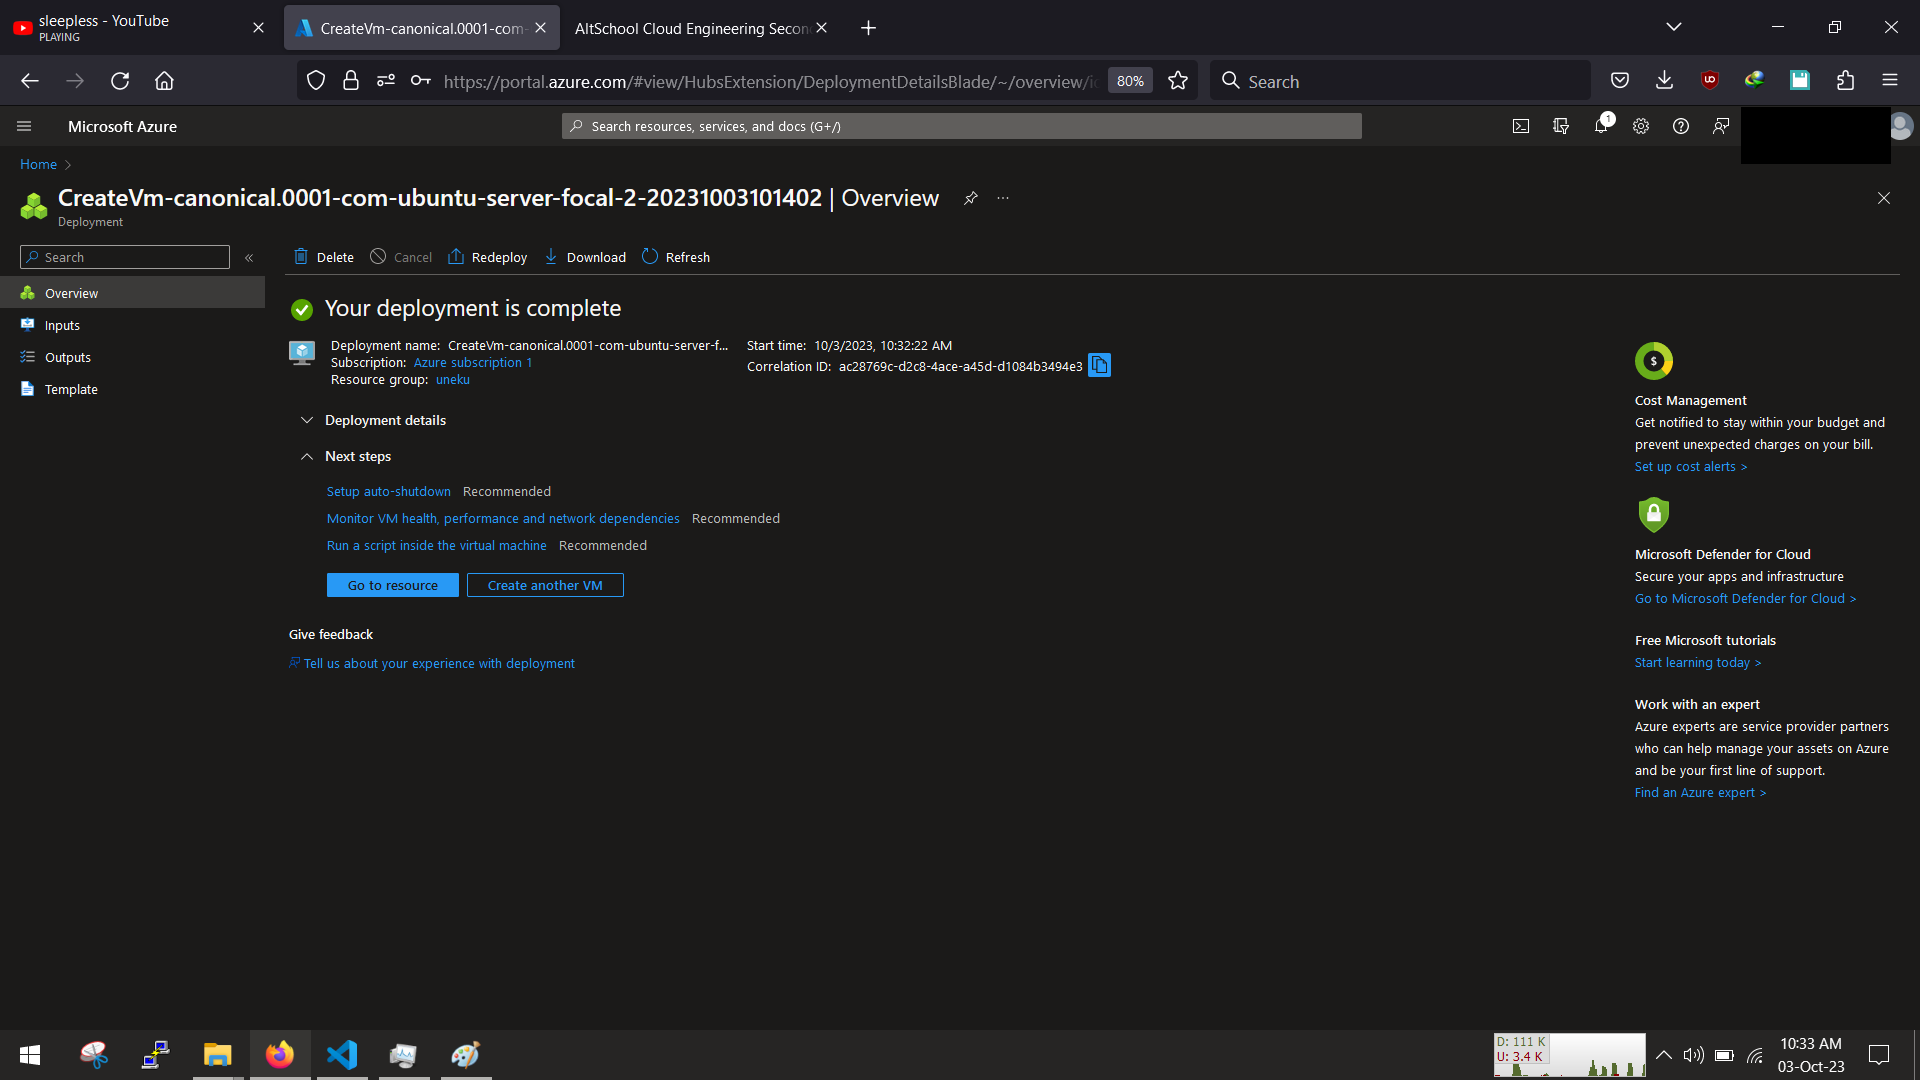 sleepless - YouTube
PLAYING
CreateVm-canonical.0001-com-
AltSchool Cloud Engineering Secon
https://portal.azure.com/#view/HubsExtension/DeploymentDetailsBlade/~/overview/i
80%
Search
Microsoft Azure
Search resources, services, and docs (G+/)
1
Home
CreateVm-canonical.0001-com-ubuntu-server-focal-2-20231003101402 | Overview
Deployment
Search
Delete
Cancel
Redeploy
Download
Refresh
Overview
Inputs
Outputs
Template
Your deployment is complete
Deployment name: CreateVm-canonical.0001-com-ubuntu-server-f...
Subscription: Azure subscription 1
Resource group: uneku
Start time: 10/3/2023, 10:32:22 AM
Correlation ID: ac28769c-d2c8-4ace-a45d-d1084b3494e3
Deployment details
Next steps
Setup auto-shutdown Recommended
Monitor VM health, performance and network dependencies Recommended
Run a script inside the virtual machine Recommended
Go to resource
Create another VM
Give feedback
Tell us about your experience with deployment
$
Cost Management
Get notified to stay within your budget and
prevent unexpected charges on your bill.
Set up cost alerts >
Microsoft Defender for Cloud
Secure your apps and infrastructure
Go to Microsoft Defender for Cloud >
Free Microsoft tutorials
Start learning today >
Work with an expert
Azure experts are service provider partners
who can help manage your assets on Azure
and be your first line of support.
Find an Azure expert >
D: 111 K
U: 3.4 K
10:33 AM
03-Oct-23